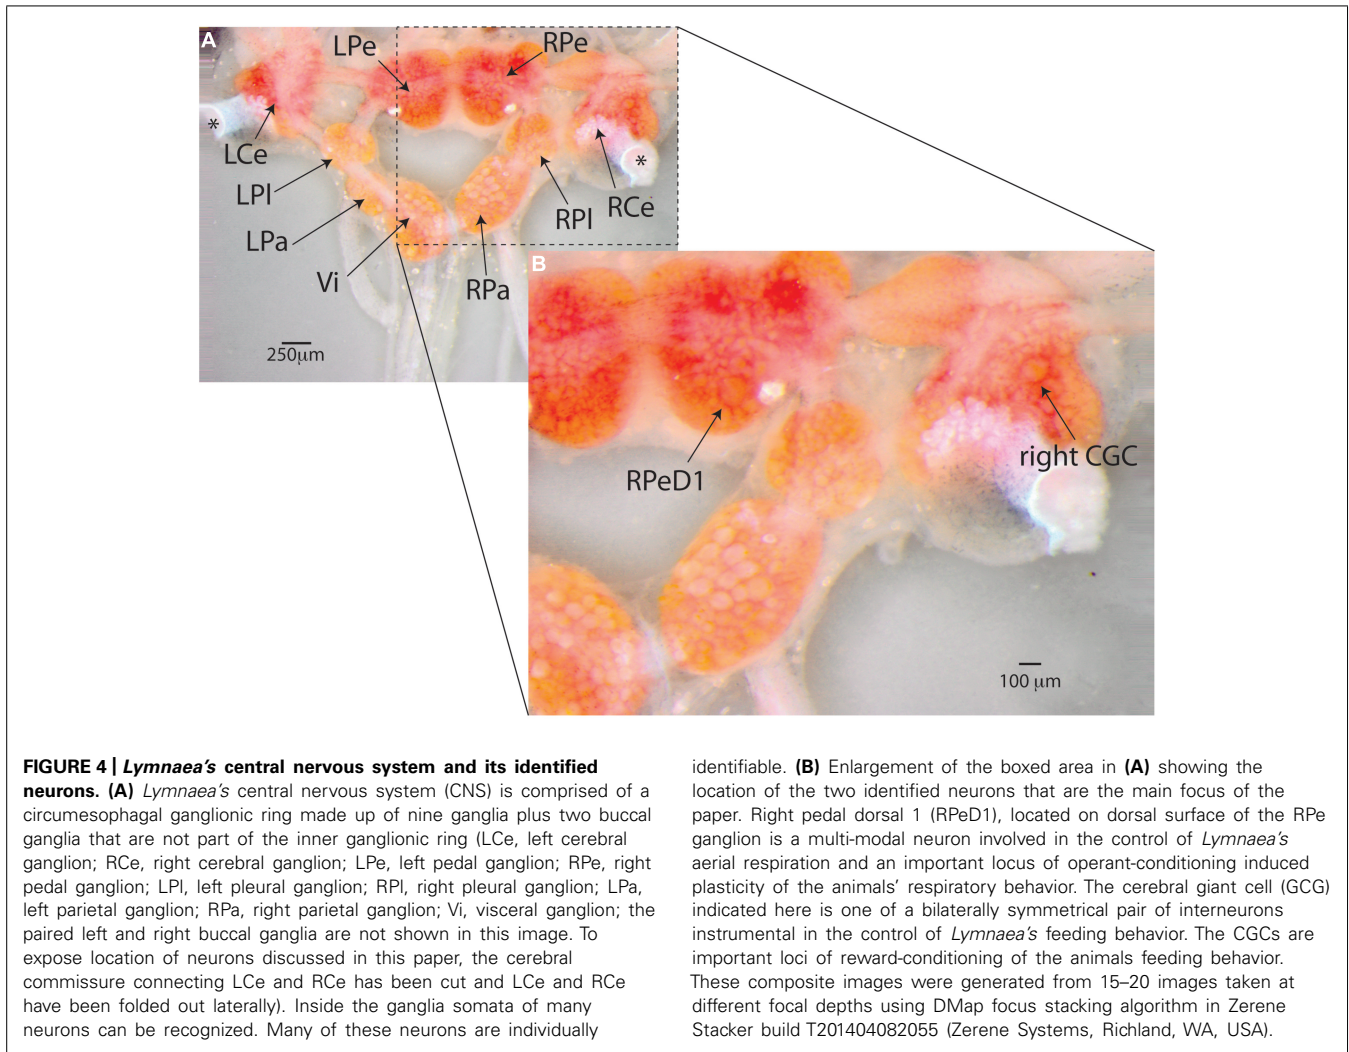 A
LPe
RPe
*
LCe
*
LPl
RCe
LPa
RPl
Vi
RPa
250μm
B
right CGC
RPeD1
100 μm
FIGURE 4 | Lymnaea's central nervous system and its identified
neurons. (A) Lymnaea's central nervous system (CNS) is comprised of a
circumesophagal ganglionic ring made up of nine ganglia plus two buccal
ganglia that are not part of the inner ganglionic ring (LCe, left cerebral
ganglion; RCe, right cerebral ganglion; LPe, left pedal ganglion; RPe, right
pedal ganglion; LPl, left pleural ganglion; RPl, right pleural ganglion; LPa,
left parietal ganglion; RPa, right parietal ganglion; Vi, visceral ganglion; the
paired left and right buccal ganglia are not shown in this image. To
expose location of neurons discussed in this paper, the cerebral
commissure connecting LCe and RCe has been cut and LCe and RCe
have been folded out laterally). Inside the ganglia somata of many
neurons can be recognized. Many of these neurons are individually
identifiable. (B) Enlargement of the boxed area in (A) showing the
location of the two identified neurons that are the main focus of the
paper. Right pedal dorsal 1 (RPeD1), located on dorsal surface of the RPe
ganglion is a multi-modal neuron involved in the control of Lymnaea's
aerial respiration and an important locus of operant-conditioning induced
plasticity of the animals' respiratory behavior. The cerebral giant cell (GCG)
indicated here is one of a bilaterally symmetrical pair of interneurons
instrumental in the control of Lymnaea's feeding behavior. The CGCs are
important loci of reward-conditioning of the animals feeding behavior.
These composite images were generated from 15–20 images taken at
different focal depths using DMap focus stacking algorithm in Zerene
Stacker build T201404082055 (Zerene Systems, Richland, WA, USA).